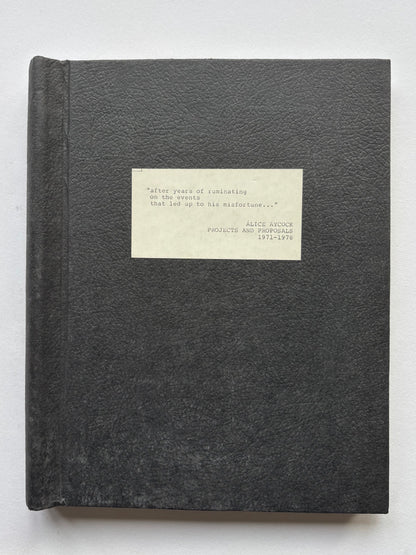 "after years of ruminating
on the events
that led up to his misfortune..."
ALICE AYCOCK
PROJECTS AND PROPOSALS
1971-1976